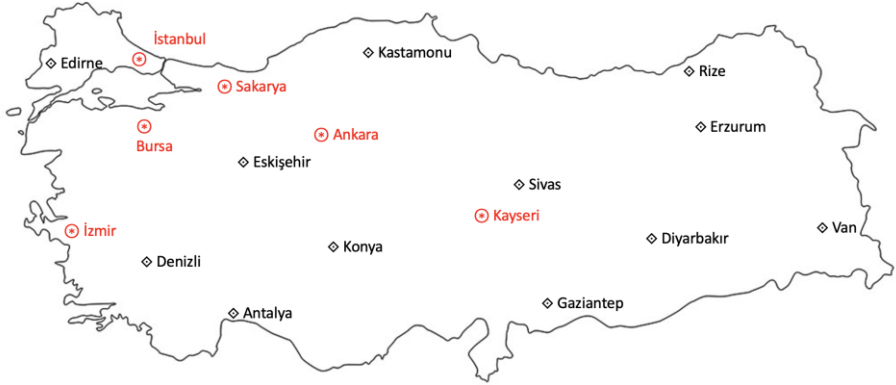 İstanbul
Kastamonu
Edirne
Rize
Sakarya
Erzurum
Ankara
Bursa
Eskişehir
Sivas
Kayseri
Van
İzmir
Diyarbakır
Konya
Denizli
Gaziantep
Antalya